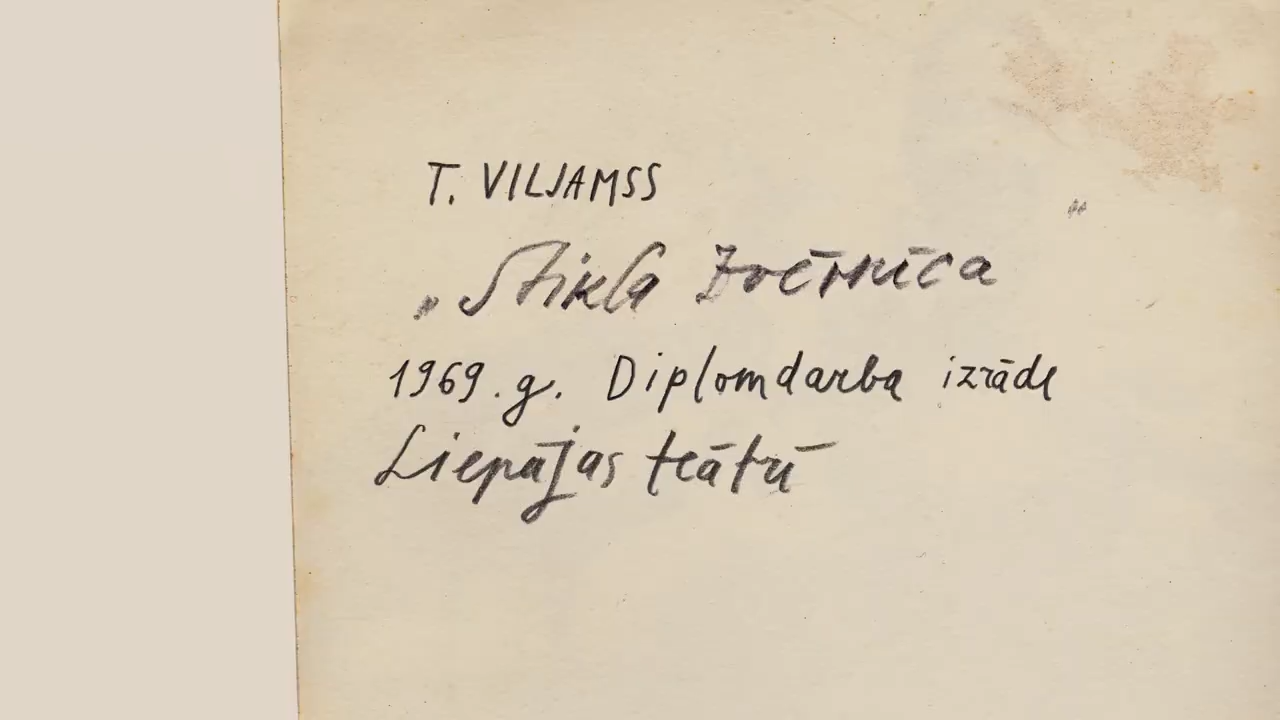 T. VILJAMSS
„Stikla Zvērnīca"
1969.g. Diplomdarba izrāde
Liepājas teātrī